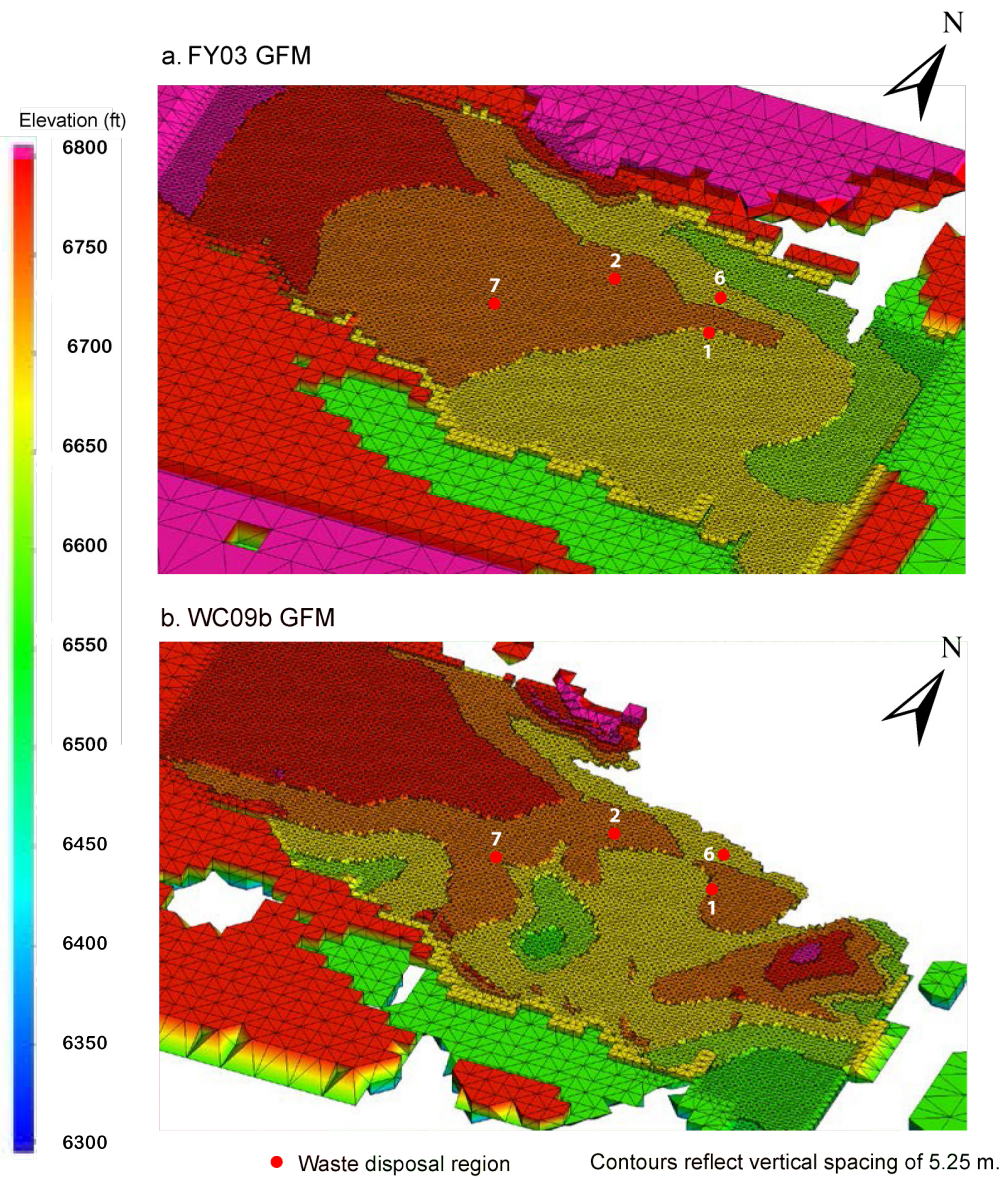 N
a. FY03 GFM
Elevation (ft)
6800
6750
6700
6650
6600
6550
6500
6450
6400
6350
6300
2
7
6
1
b. WC09b GFM
N
2
7
6
1
Waste disposal region
Contours reflect vertical spacing of 5.25 m.